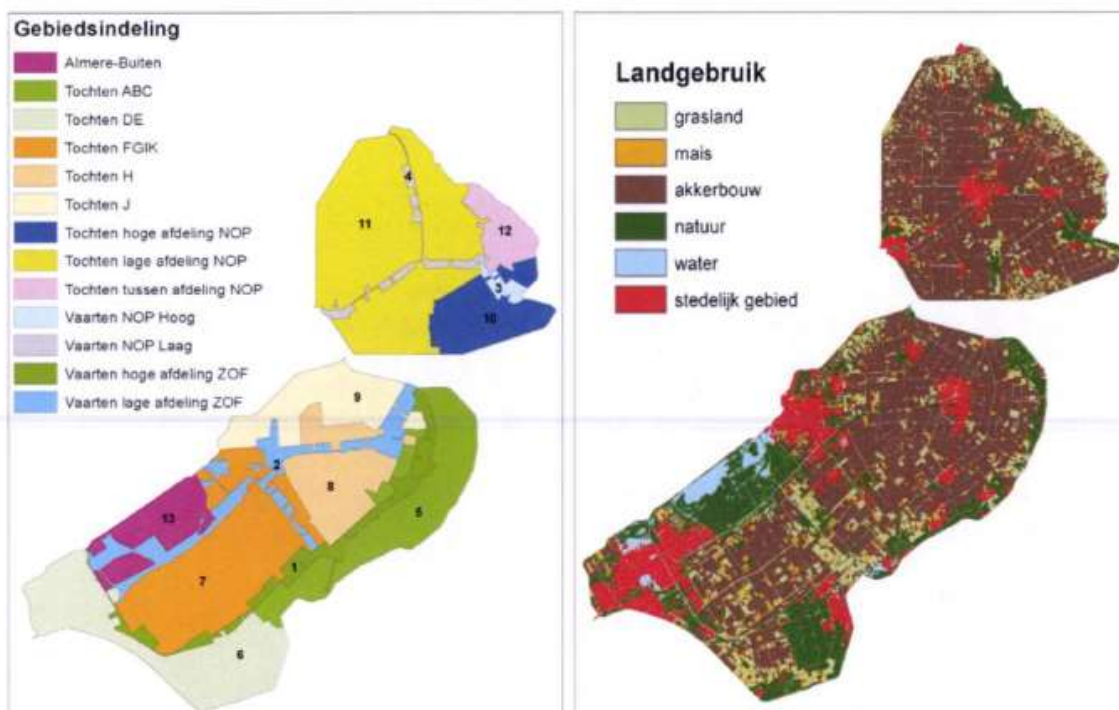 Gebiedsindeling
Almere-Buiten
Tochten ABC
Tochten DE
Tochten FGIK
Tochten H
Tochten J
Tochten hoge afdeling NOP
Tochten lage afdeling NOP
Tochten tussen afdeling NOP
Vaarten NOP Hoog
Vaarten NOP Laag
Vaarten hoge afdeling ZOF
Vaarten lage afdeling ZOF
4
11
12
3
10
9
2
8
13
5
1
7
6
Landgebruik
grasland
mais
akkerbouw
natuur
water
stedelijk gebied